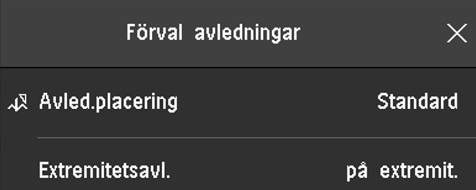 Förval avledningar
Avled.placering Standard
Extremitetsavl. på extremit.